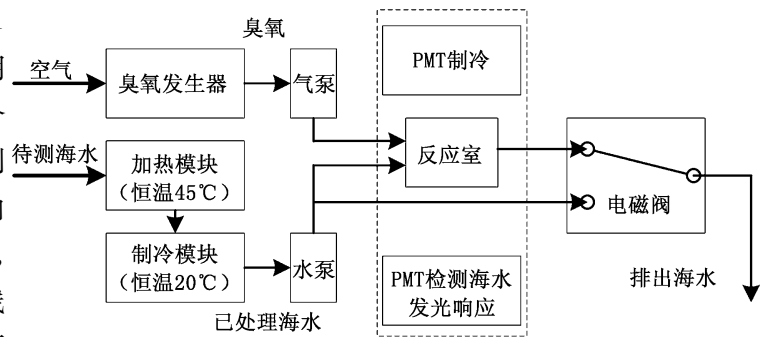 臭氧
空气
臭氧发生器
气泵
PMT制冷
待测海水
加热模块
（恒温45℃）
反应室
电磁阀
制冷模块
（恒温20℃）
水泵
PMT检测海水
发光响应
排出海水
已处理海水